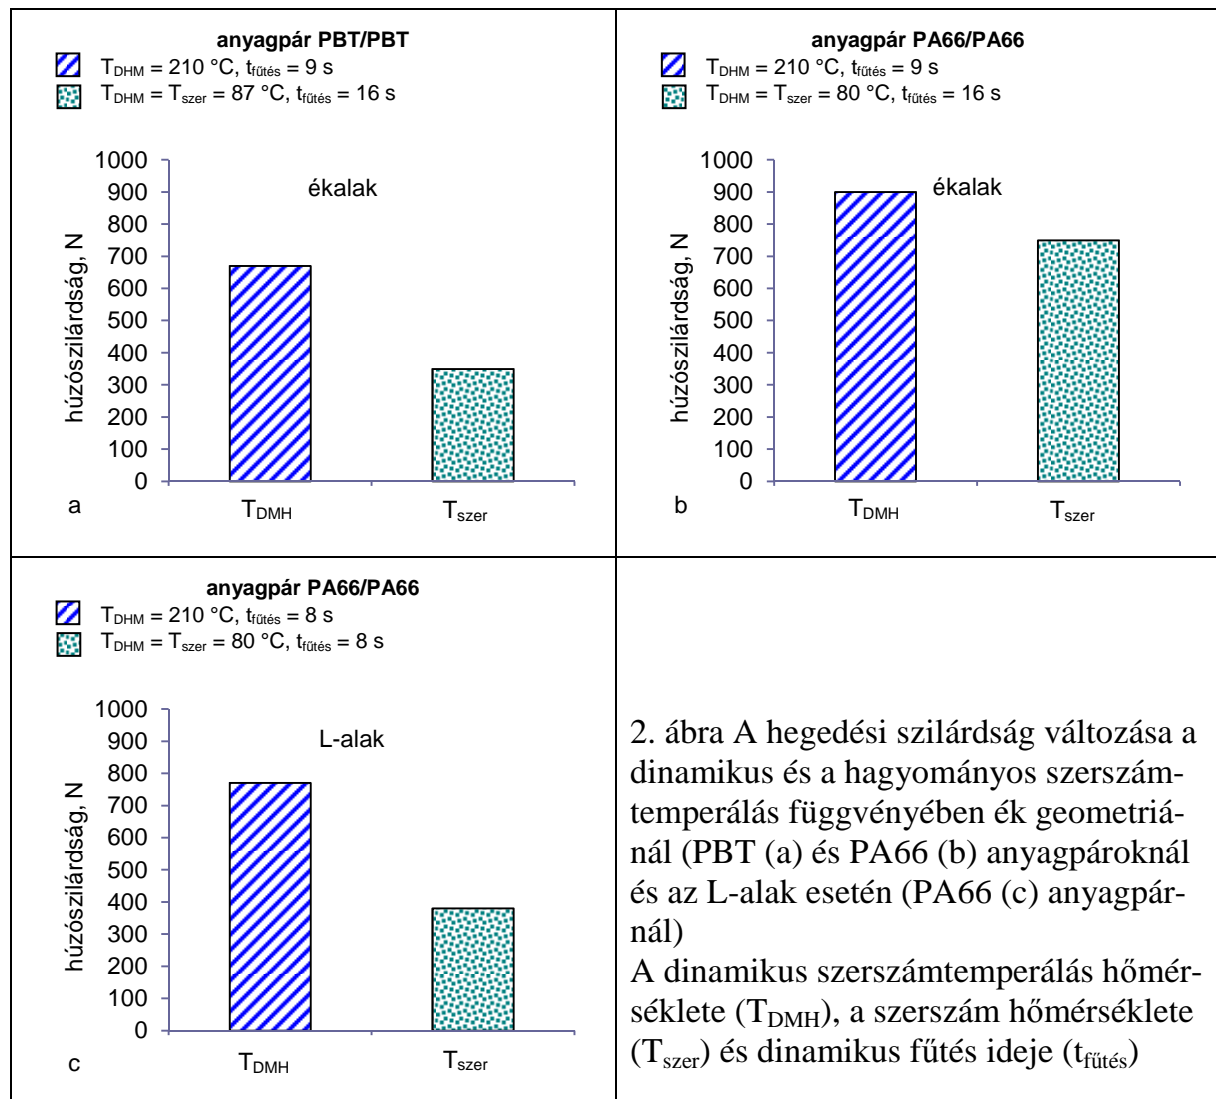 anyagpár PBT/PBT
T_DHM = 210 °C, t_fűtés = 9 s
T_DHM = T_szer = 87 °C, t_fűtés = 16 s
húzószilárdság, N
1000
900
800
700
600
500
400
300
200
100
0
ékalak
a
T_DMH
T_szer
anyagpár PA66/PA66
T_DHM = 210 °C, t_fűtés = 9 s
T_DHM = T_szer = 80 °C, t_fűtés = 16 s
húzószilárdság, N
1000
900
800
700
600
500
400
300
200
100
0
ékalak
b
T_DMH
T_szer
anyagpár PA66/PA66
T_DHM = 210 °C, t_fűtés = 8 s
T_DHM = T_szer = 80 °C, t_fűtés = 8 s
húzószilárdság, N
1000
900
800
700
600
500
400
300
200
100
0
L-alak
c
T_DMH
T_szer
2. ábra A hegedési szilárdság változása a
dinamikus és a hagyományos szerszám-
temperálás függvényében ék geometriá-
nál (PBT (a) és PA66 (b) anyagpároknál
és az L-alak esetén (PA66 (c) anyagpár-
nál)
A dinamikus szerszámtemperálás hőmér-
séklete (T_DMH), a szerszám hőmérséklete
(T_szer) és dinamikus fűtés ideje (t_fűtés)